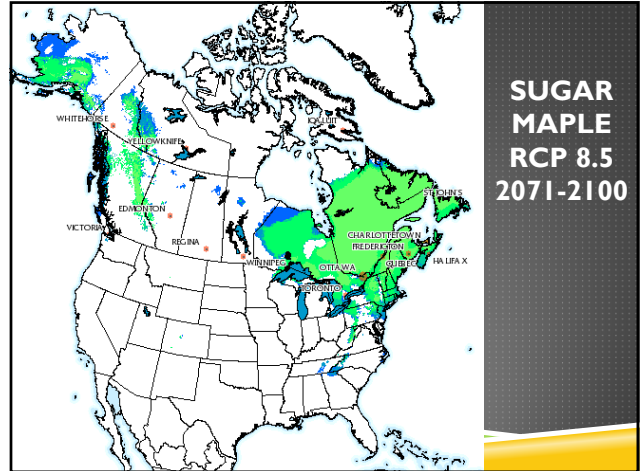 SUGAR
MAPLE
RCP 8.5
2071-2100
WHITEHORSE
IQALUIT
YELLOWKNIFE
ST JOHN'S
EDMONTON
VICTORIA
REGINA
WINNIPEG
CHARLOTTETOWN
FREDERICTON
OTTAWA
QUEBEC
HALIFAX
TORONTO